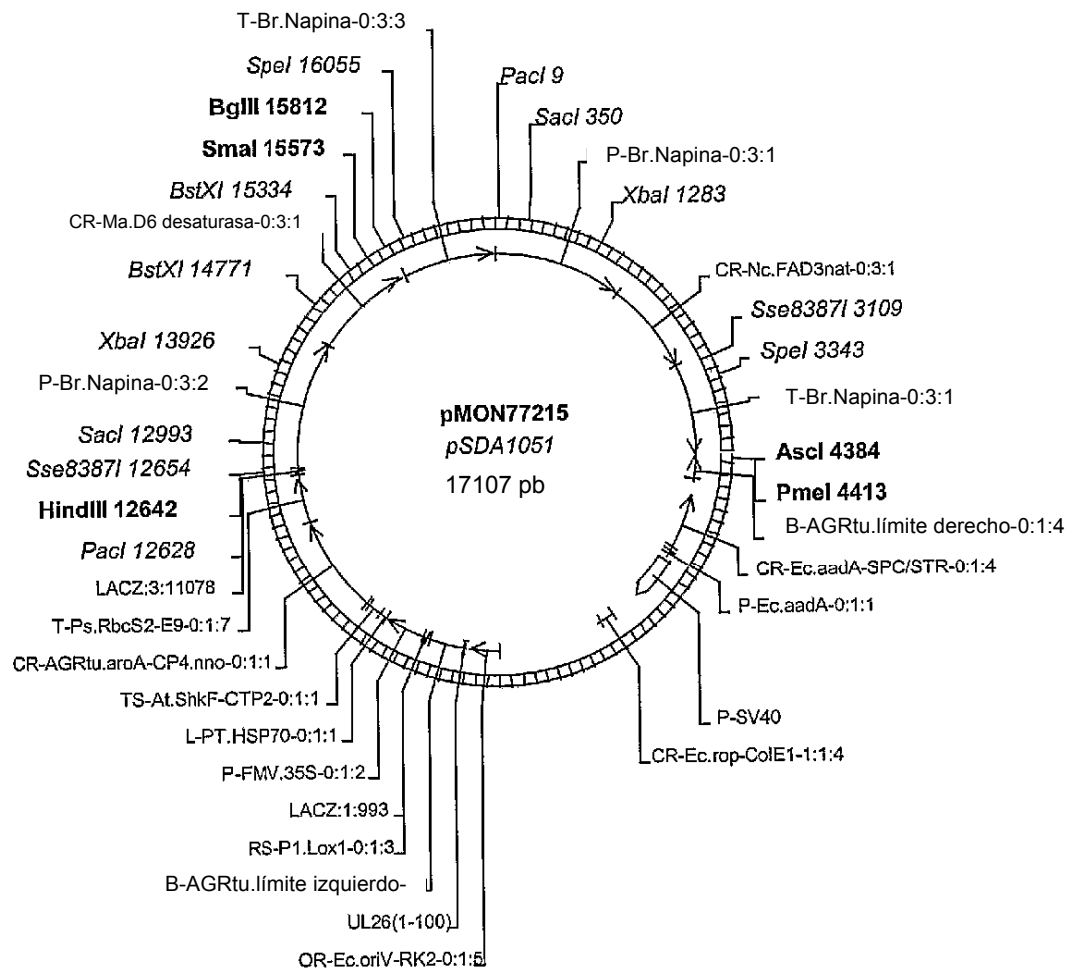 T-Br.Napina-0:3:3
SpeI 16055
PacI 9
BglII 15812
SacI 350
SmaI 15573
P-Br.Napina-0:3:1
BstXI 15334
XbaI 1283
CR-Ma.D6 desaturasa-0:3:1
BstXI 14771
CR-Nc.FAD3nat-0:3:1
Sse8387I 3109
XbaI 13926
SpeI 3343
P-Br.Napina-0:3:2
T-Br.Napina-0:3:1
pMON77215
pSDA1051
17107 pb
SacI 12993
AscI 4384
Sse8387I 12654
PmeI 4413
HindIII 12642
B-AGRtu.límite derecho-0:1:4
PacI 12628
CR-Ec.aadA-SPC/STR-0:1:4
LACZ:3:11078
P-Ec.aadA-0:1:1
T-Ps.RbcS2-E9-0:1:7
CR-AGRtu.aroA-CP4.nno-0:1:1
TS-At.ShkF-CTP2-0:1:1
P-SV40
L-PT.HSP70-0:1:1
CR-Ec.rop-ColE1-1:1:4
P-FMV.35S-0:1:2
LACZ:1:993
RS-P1.Lox1-0:1:3
B-AGRtu.límite izquierdo-
UL26(1-100)
OR-Ec.oriV-RK2-0:1:5